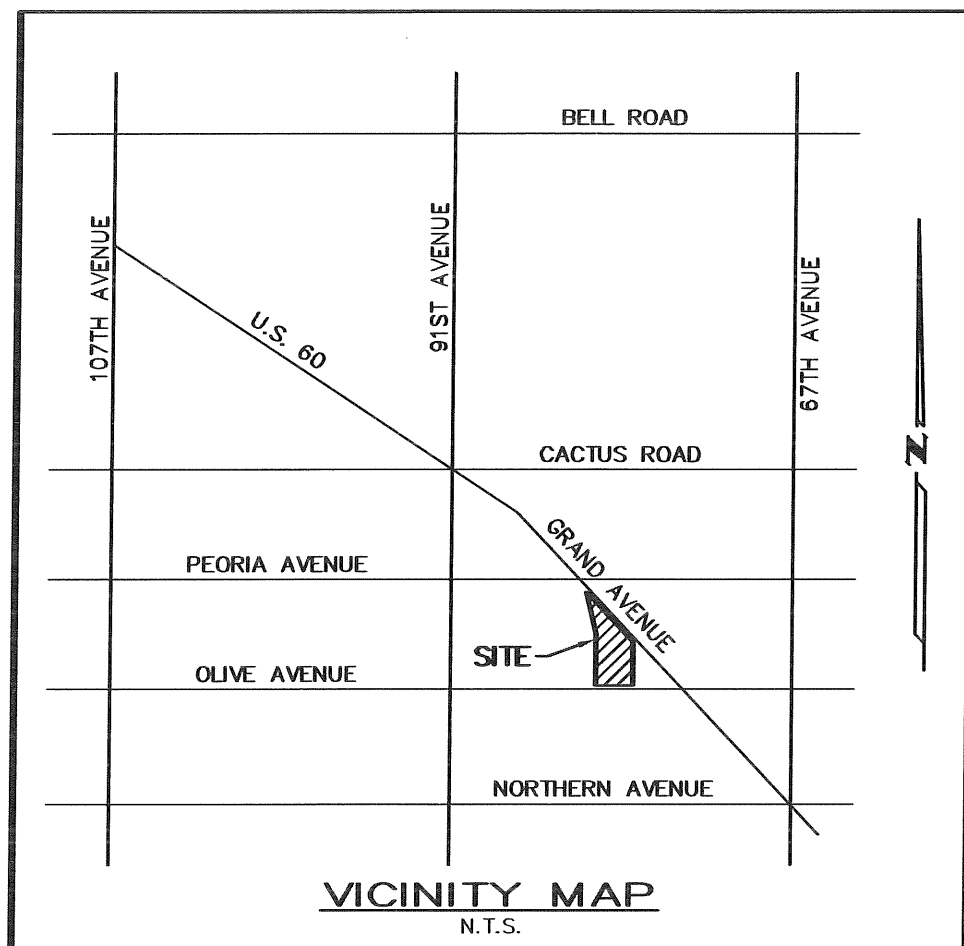 BELL ROAD
107TH AVENUE
91ST AVENUE
67TH AVENUE
U.S. 60
CACTUS ROAD
Z
GRAND AVENUE
PEORIA AVENUE
SITE
OLIVE AVENUE
NORTHERN AVENUE
VICINITY MAP
N.T.S.